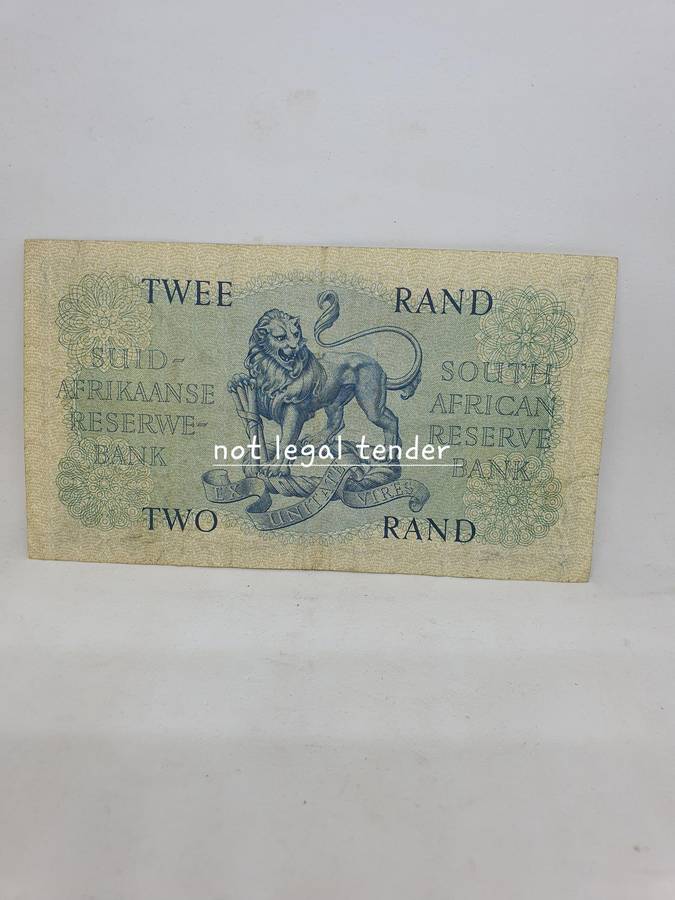 TWEE RAND
SUID-
AFRIKAANSE
RESERWE-
BANK
SOUTH
AFRICAN
RESERVE
BANK
not legal tender
EX UNITATE VIRES
TWO RAND